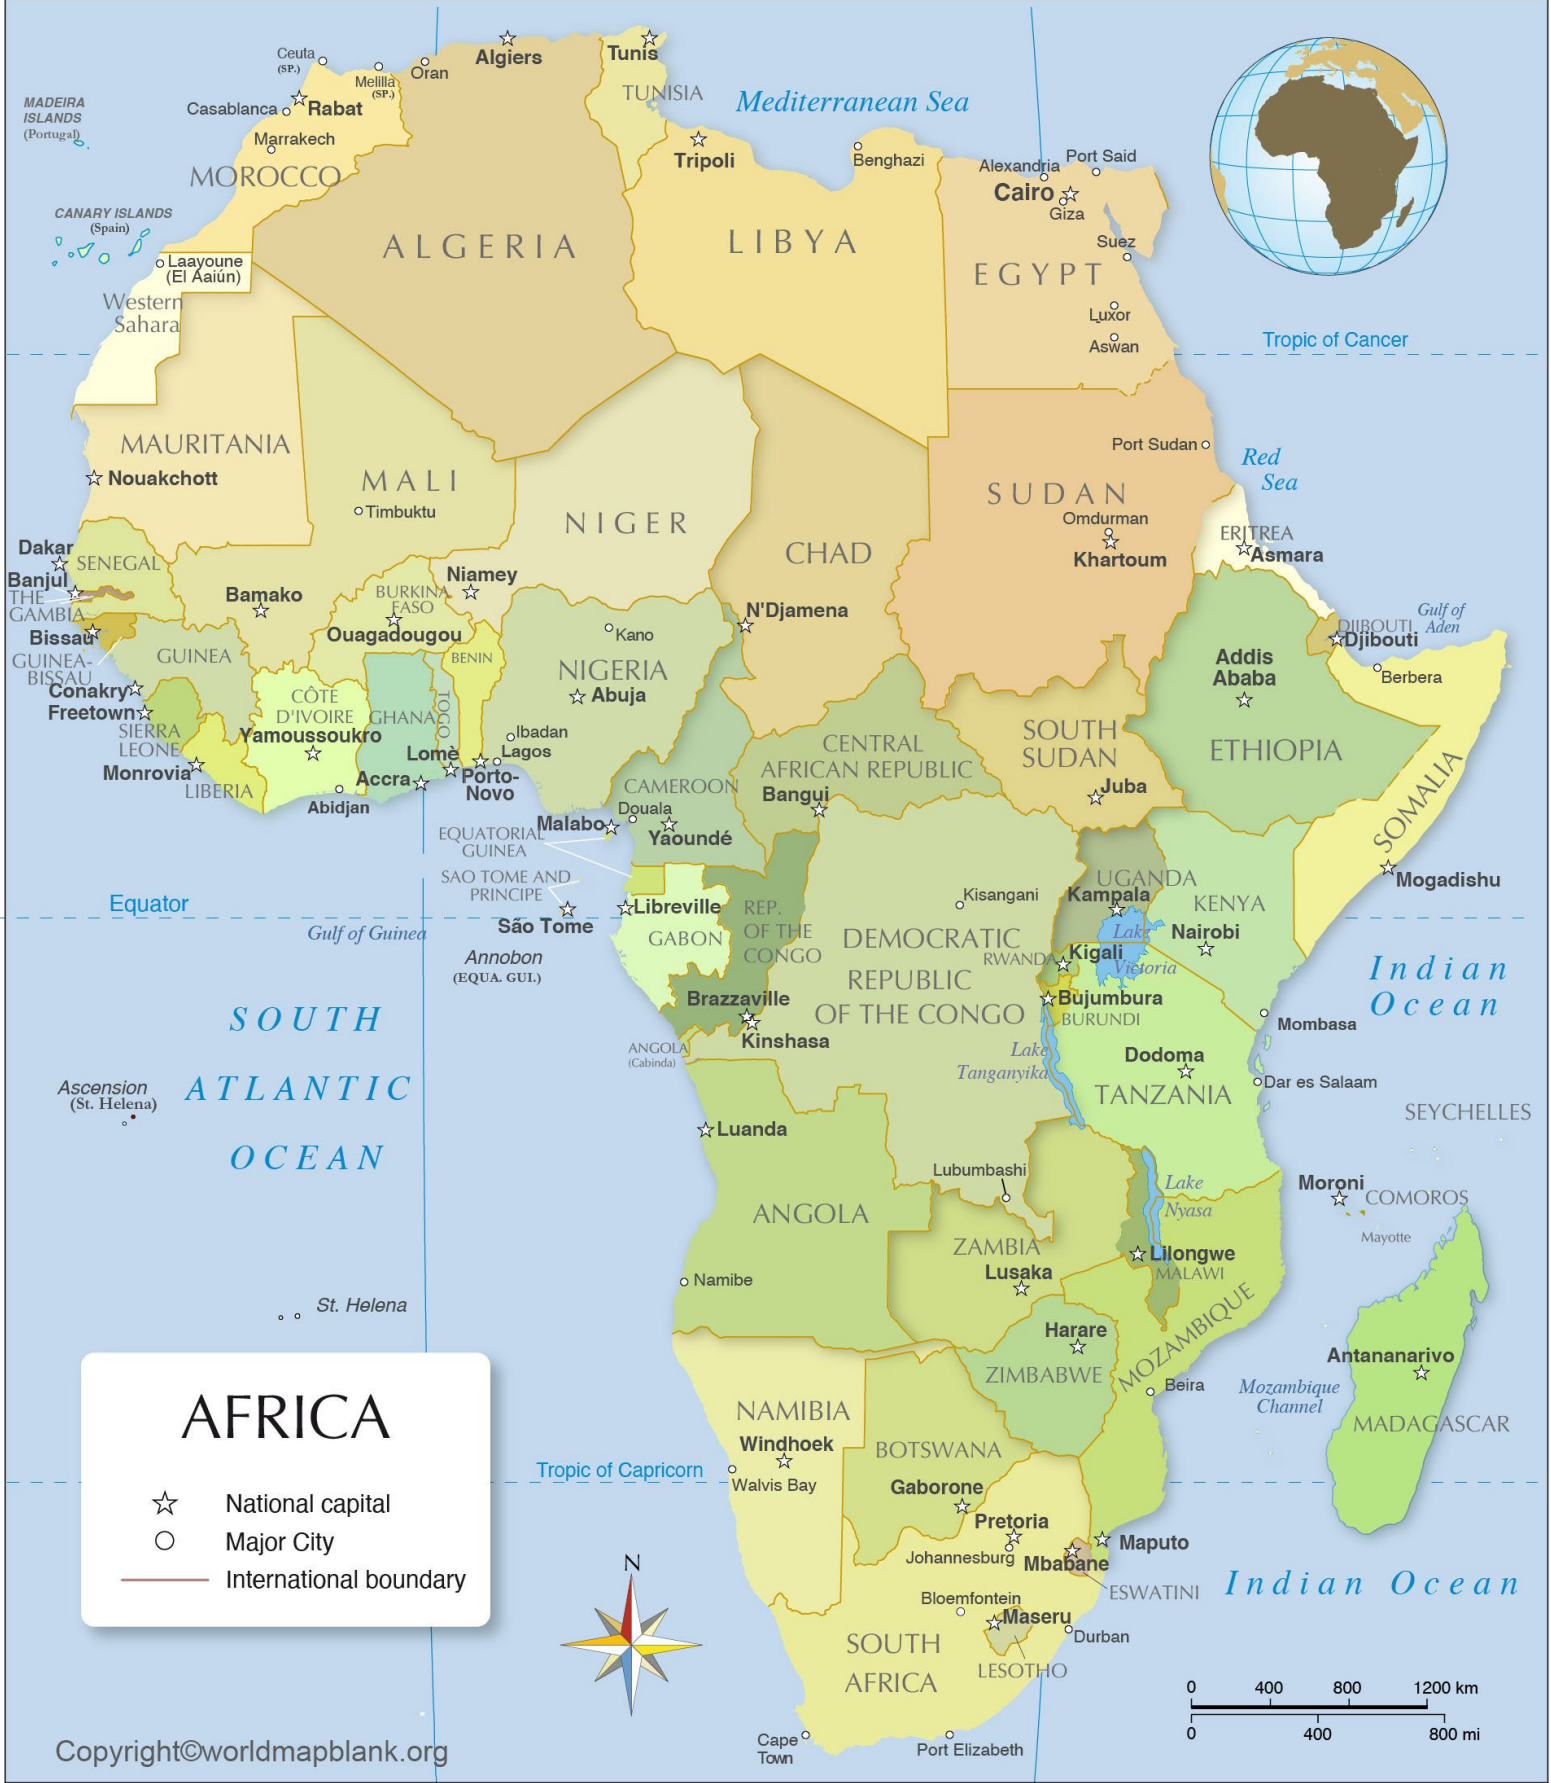 Ceuta
(SP.)
Melilla
(SP.)
Oran
Algiers
Tunis
TUNISIA
Mediterranean Sea
MADEIRA
ISLANDS
(Portugal)
Casablanca
Rabat
Marrakech
MOROCCO
Tripoli
Benghazi
Alexandria
Port Said
Cairo
Giza
Suez
CANARY ISLANDS
(Spain)
Laayoune
(El Aaiún)
Western
Sahara
ALGERIA
LIBYA
EGYPT
Luxor
Aswan
Tropic of Cancer
MAURITANIA
Nouakchott
MALI
Timbuktu
NIGER
CHAD
SUDAN
Port Sudan
Omdurman
Khartoum
Red
Sea
ERITREA
Asmara
Dakar
SENEGAL
Banjul
THE
GAMBIA
Bissau
GUINEA-
BISSAU
Bamako
BURKINA
FASO
Ouagadougou
Niamey
N'Djamena
Kano
NIGERIA
Abuja
BENIN
GUINEA
Conakry
Freetown
SIERRA
LEONE
Monrovia
LIBERIA
CÔTE
D'IVOIRE
Yamoussoukro
Abidjan
GHANA
TOGO
Accra
Lomè
Porto-
Novo
Ibadan
Lagos
DJIBOUTI
Djibouti
Gulf of
Aden
Berbera
Addis
Ababa
ETHIOPIA
SOMALIA
Mogadishu
SOUTH
SUDAN
Juba
CENTRAL
AFRICAN REPUBLIC
Bangui
CAMEROON
Douala
Yaoundé
Malabo
EQUATORIAL
GUINEA
SAO TOME AND
PRINCIPE
São Tome
Libreville
GABON
REP.
OF THE
CONGO
Equator
Gulf of Guinea
Annobon
(EQUA. GUI.)
Kisangani
DEMOCRATIC
REPUBLIC
OF THE CONGO
UGANDA
Kampala
KENYA
Nairobi
Lake
Victoria
RWANDA
Kigali
Bujumbura
BURUNDI
Brazzaville
Kinshasa
ANGOLA
(Cabinda)
Lake
Tanganyika
Dodoma
TANZANIA
Mombasa
Dar es Salaam
Indian
Ocean
SEYCHELLES
SOUTH
ATLANTIC
OCEAN
Ascension
(St. Helena)
Luanda
ANGOLA
Lubumbashi
Lake
Nyasa
Moroni
COMOROS
Mayotte
ZAMBIA
Lusaka
Lilongwe
MALAWI
Namibe
St. Helena
Harare
ZIMBABWE
MOZAMBIQUE
Beira
Mozambique
Channel
Antananarivo
MADAGASCAR
NAMIBIA
Windhoek
Walvis Bay
BOTSWANA
Gaborone
Tropic of Capricorn
Pretoria
Johannesburg
Mbabane
Maputo
ESWATINI
Indian Ocean
Bloemfontein
Maseru
Durban
LESOTHO
SOUTH
AFRICA
Cape
Town
Port Elizabeth
AFRICA
National capital
Major City
International boundary
N
0 400 800 1200 km
0 400 800 mi
Copyright©worldmapblank.org